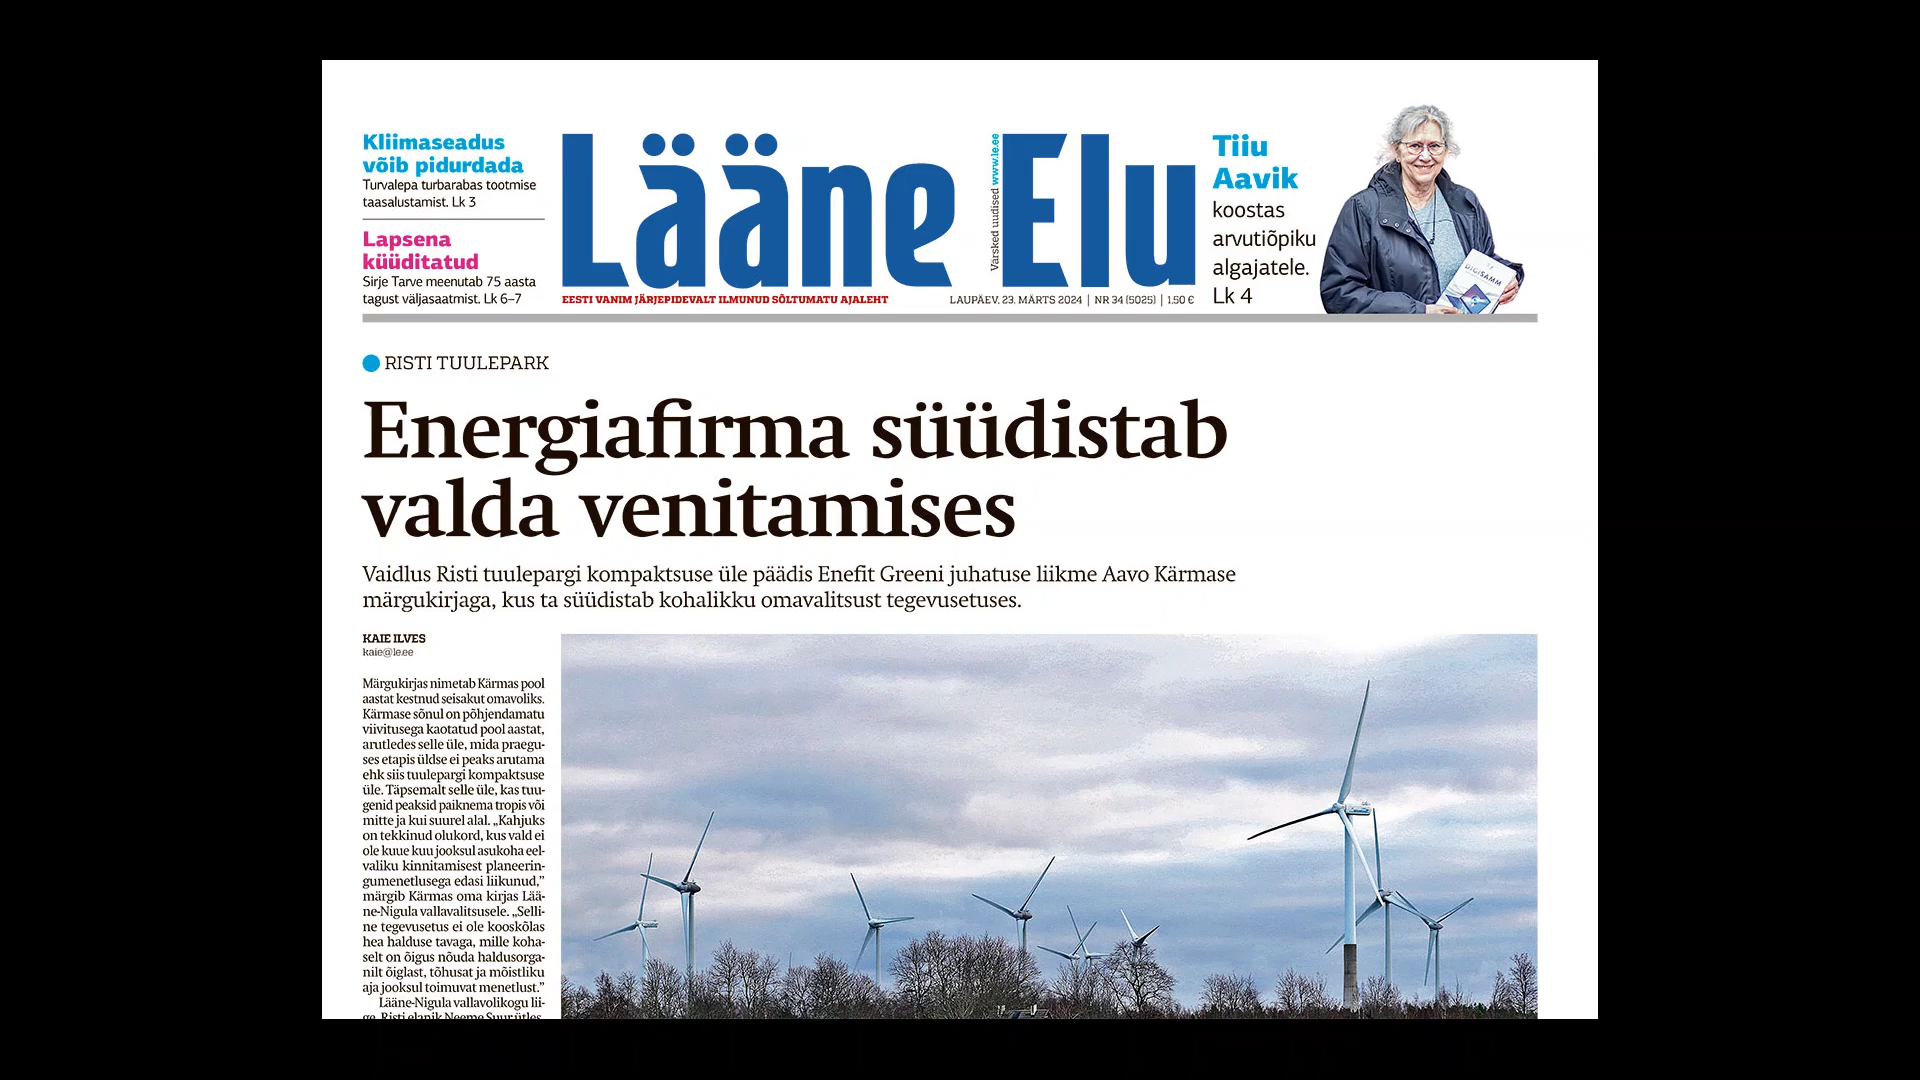 Kliimaseadus
võib pidurdada
Turvalepa turbarabas tootmise
taasalustamist. Lk 3
Lapsena
küüditatud
Sirje Tarve meenutab 75 aasta
tagust väljasaatmist. Lk 6–7
Lääne Elu
Värsked uudised www.le.ee
EESTI VANIM JÄRJEPIDEVALT ILMUNUD SÕLTUMATU AJALEHT
LAUPÄEV, 23. MÄRTS 2024 | NR 34 (5025) | 1.50 €
Tiiu
Aavik
koostas
arvutiõpiku
algajatele.
Lk 4
DIGISAMM
RISTI TUULEPARK
Energiafirma süüdistab
valda venitamises
Vaidlus Risti tuulepargi kompaktsuse üle päädis Enefit Greeni juhatuse liikme Aavo Kärmase
märgukirjaga, kus ta süüdistab kohalikku omavalitsust tegevusetuses.
KAIE ILVES
kaie@le.ee
Märgukirjas nimetab Kärmas pool
aastat kestnud seisakut omavoliks.
Kärmase sõnul on põhjendamatu
viivitusega kaotatud pool aastat,
arutledes selle üle, mida praegu-
ses etapis üldse ei peaks arutama
ehk siis tuulepargi kompaktsuse
üle. Täpsemalt selle üle, kas tuu-
genid peaksid paiknema tropis või
mitte ja kui suurel alal. „Kahjuks
on tekkinud olukord, kus vald ei
ole kuue kuu jooksul asukoha eel-
valiku kinnitamisest planeerin-
gumenetlusega edasi liikunud,”
märgib Kärmas oma kirjas Lää-
ne-Nigula vallavalitsusele. „Selli-
ne tegevusetus ei ole kooskõlas
hea halduse tavaga, mille koha-
selt on õigus nõuda haldusorga-
nilt õiglast, tõhusat ja mõistliku
aja jooksul toimuvat menetlust.”
Lääne-Nigula vallavolikogu lii-
ge, Risti elanik Neeme Suur ütles,